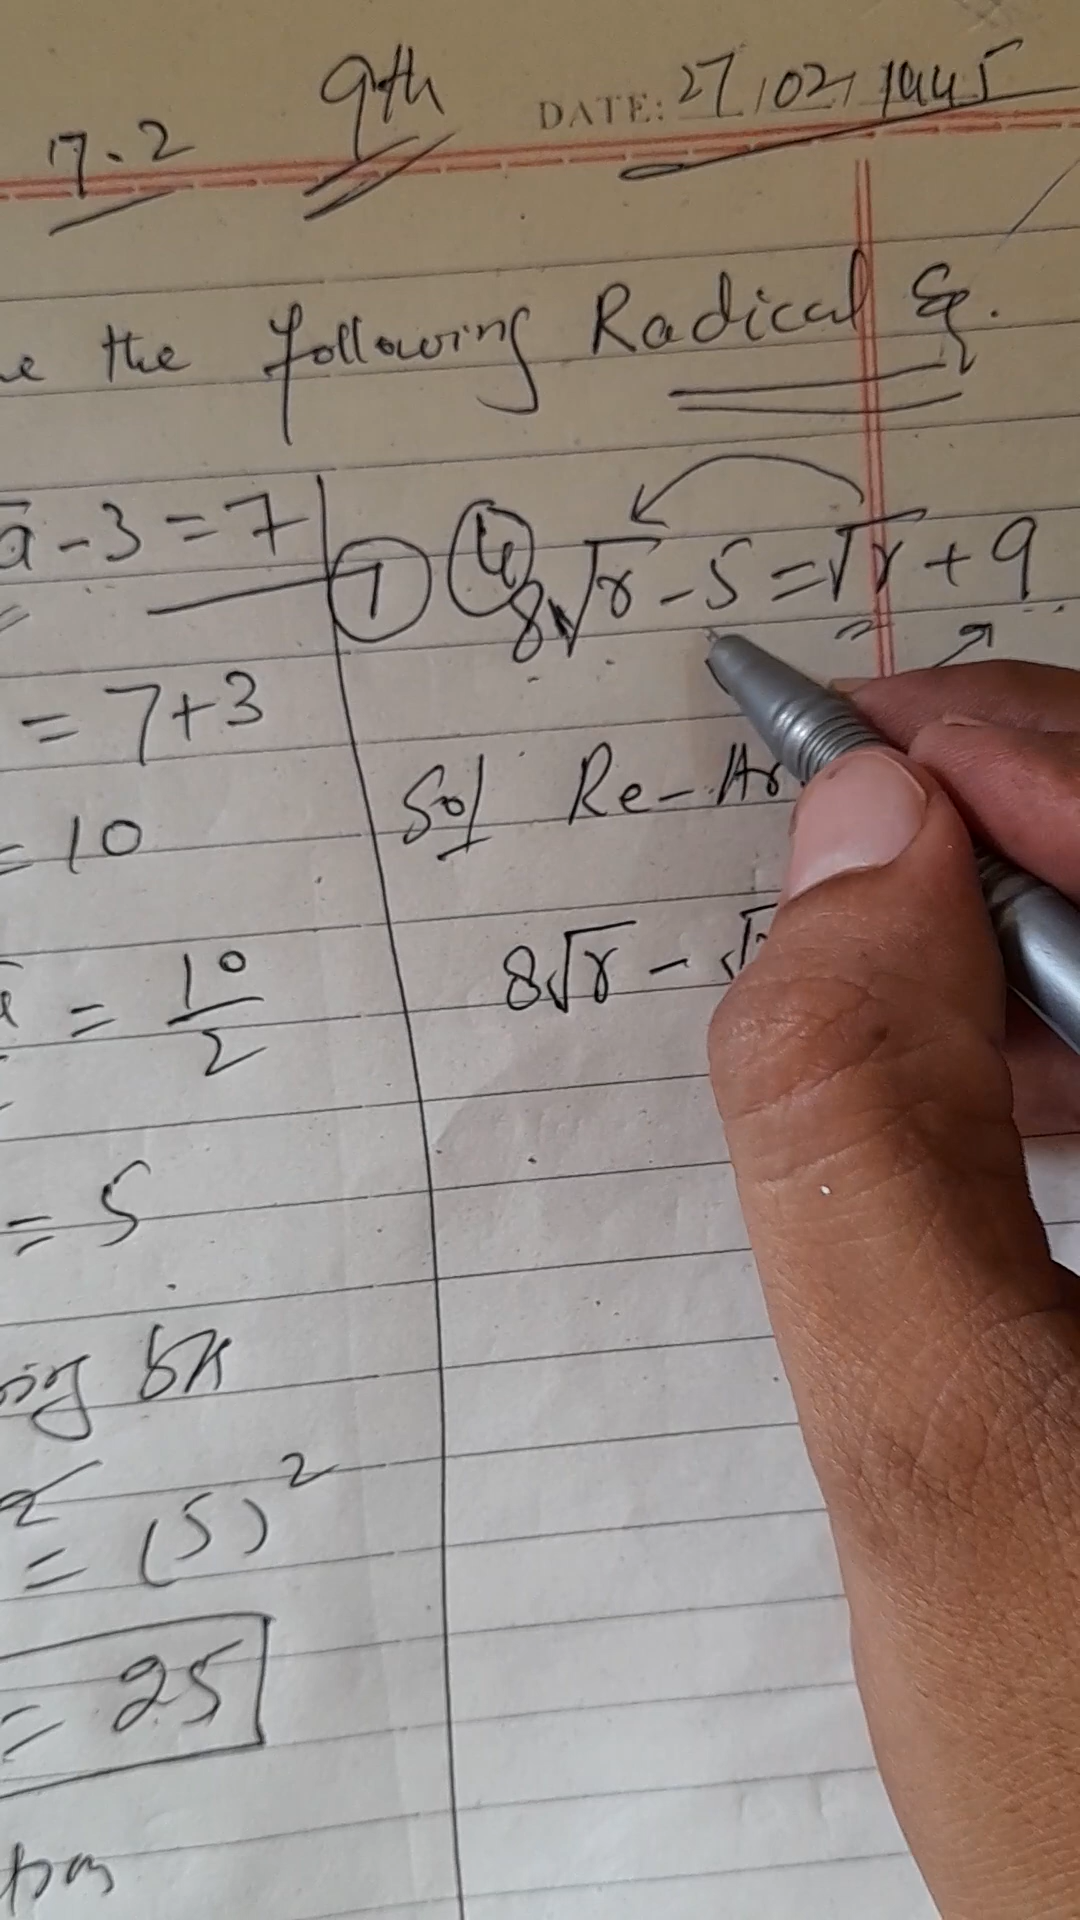 7.2 9th DATE: 27/02/1445
the following Radical Eq.
a - 3 = 7
= 7+3
= 10
= 10/2
= 5
= (5)²
= 25
① ④ 8√r - 5 = √r + 9
Sol Re-Ar
8√r - √